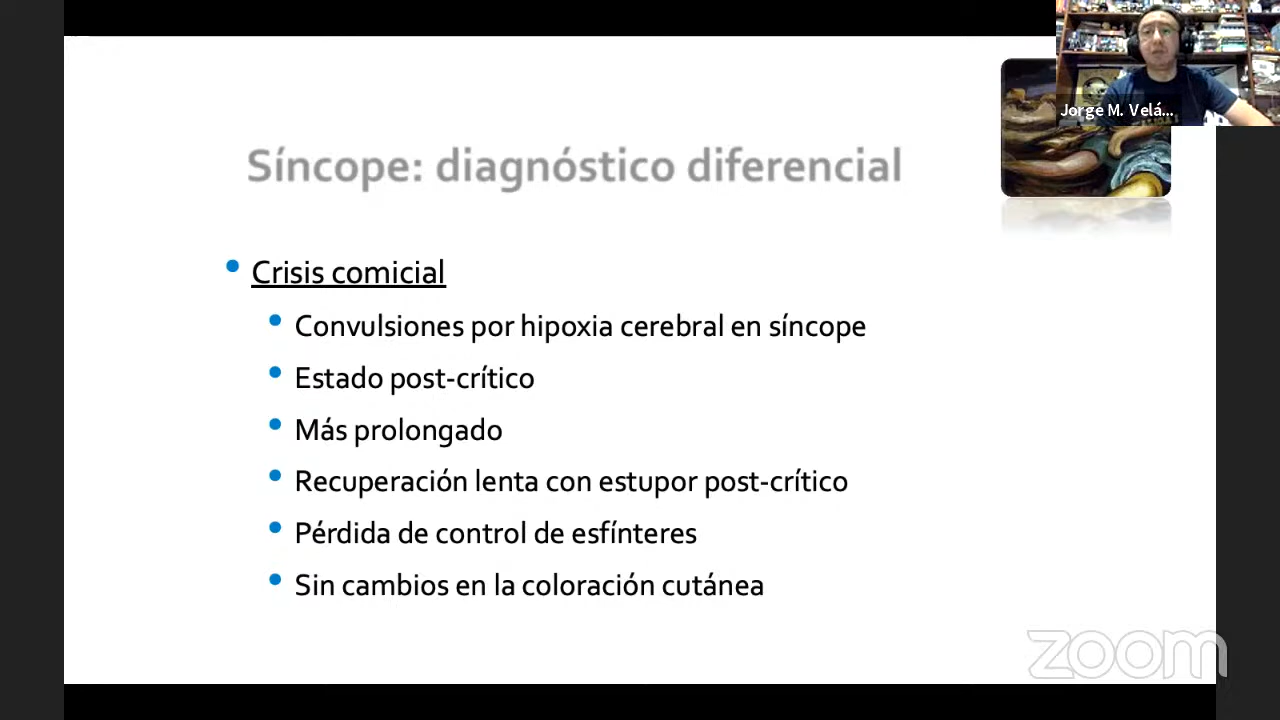 Jorge M. Velá...
Síncope: diagnóstico diferencial
Crisis comicial
Convulsiones por hipoxia cerebral en síncope
Estado post-crítico
Más prolongado
Recuperación lenta con estupor post-crítico
Pérdida de control de esfínteres
Sin cambios en la coloración cutánea
zoom